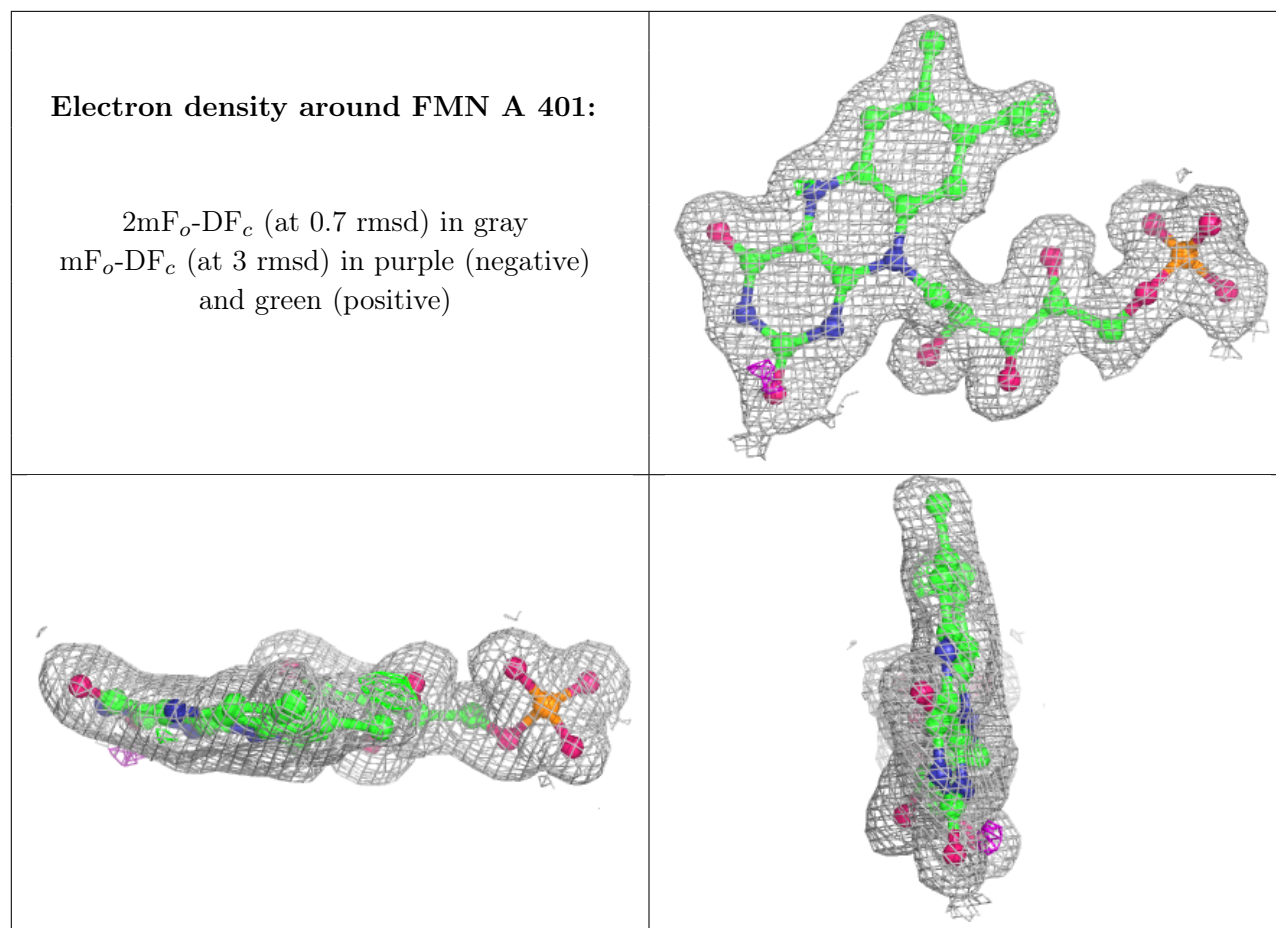 Electron density around FMN A 401:
2mFo-DFc (at 0.7 rmsd) in gray
mFo-DFc (at 3 rmsd) in purple (negative)
and green (positive)